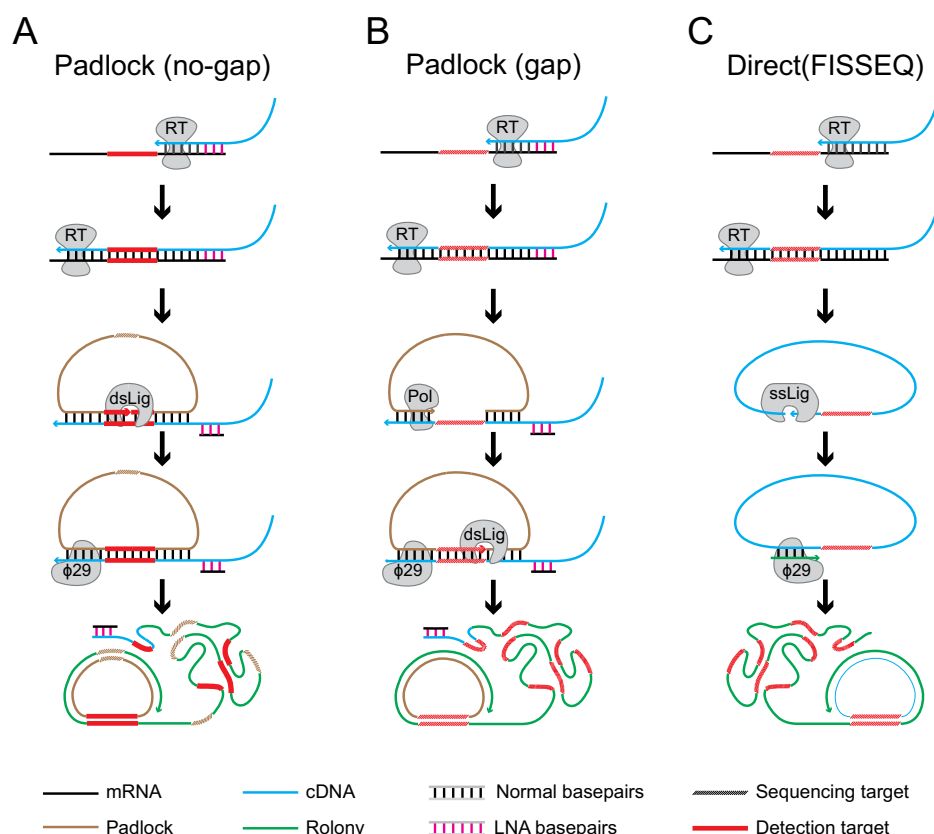 A
B
C
Padlock (no-gap)
Padlock (gap)
Direct(FISSEQ)
RT
RT
RT
RT
RT
RT
dsLig
Pol
ssLig
ϕ29
dsLig
ϕ29
ϕ29
mRNA
cDNA
Normal basepairs
Sequencing target
Padlock
Rolony
LNA basepairs
Detection target